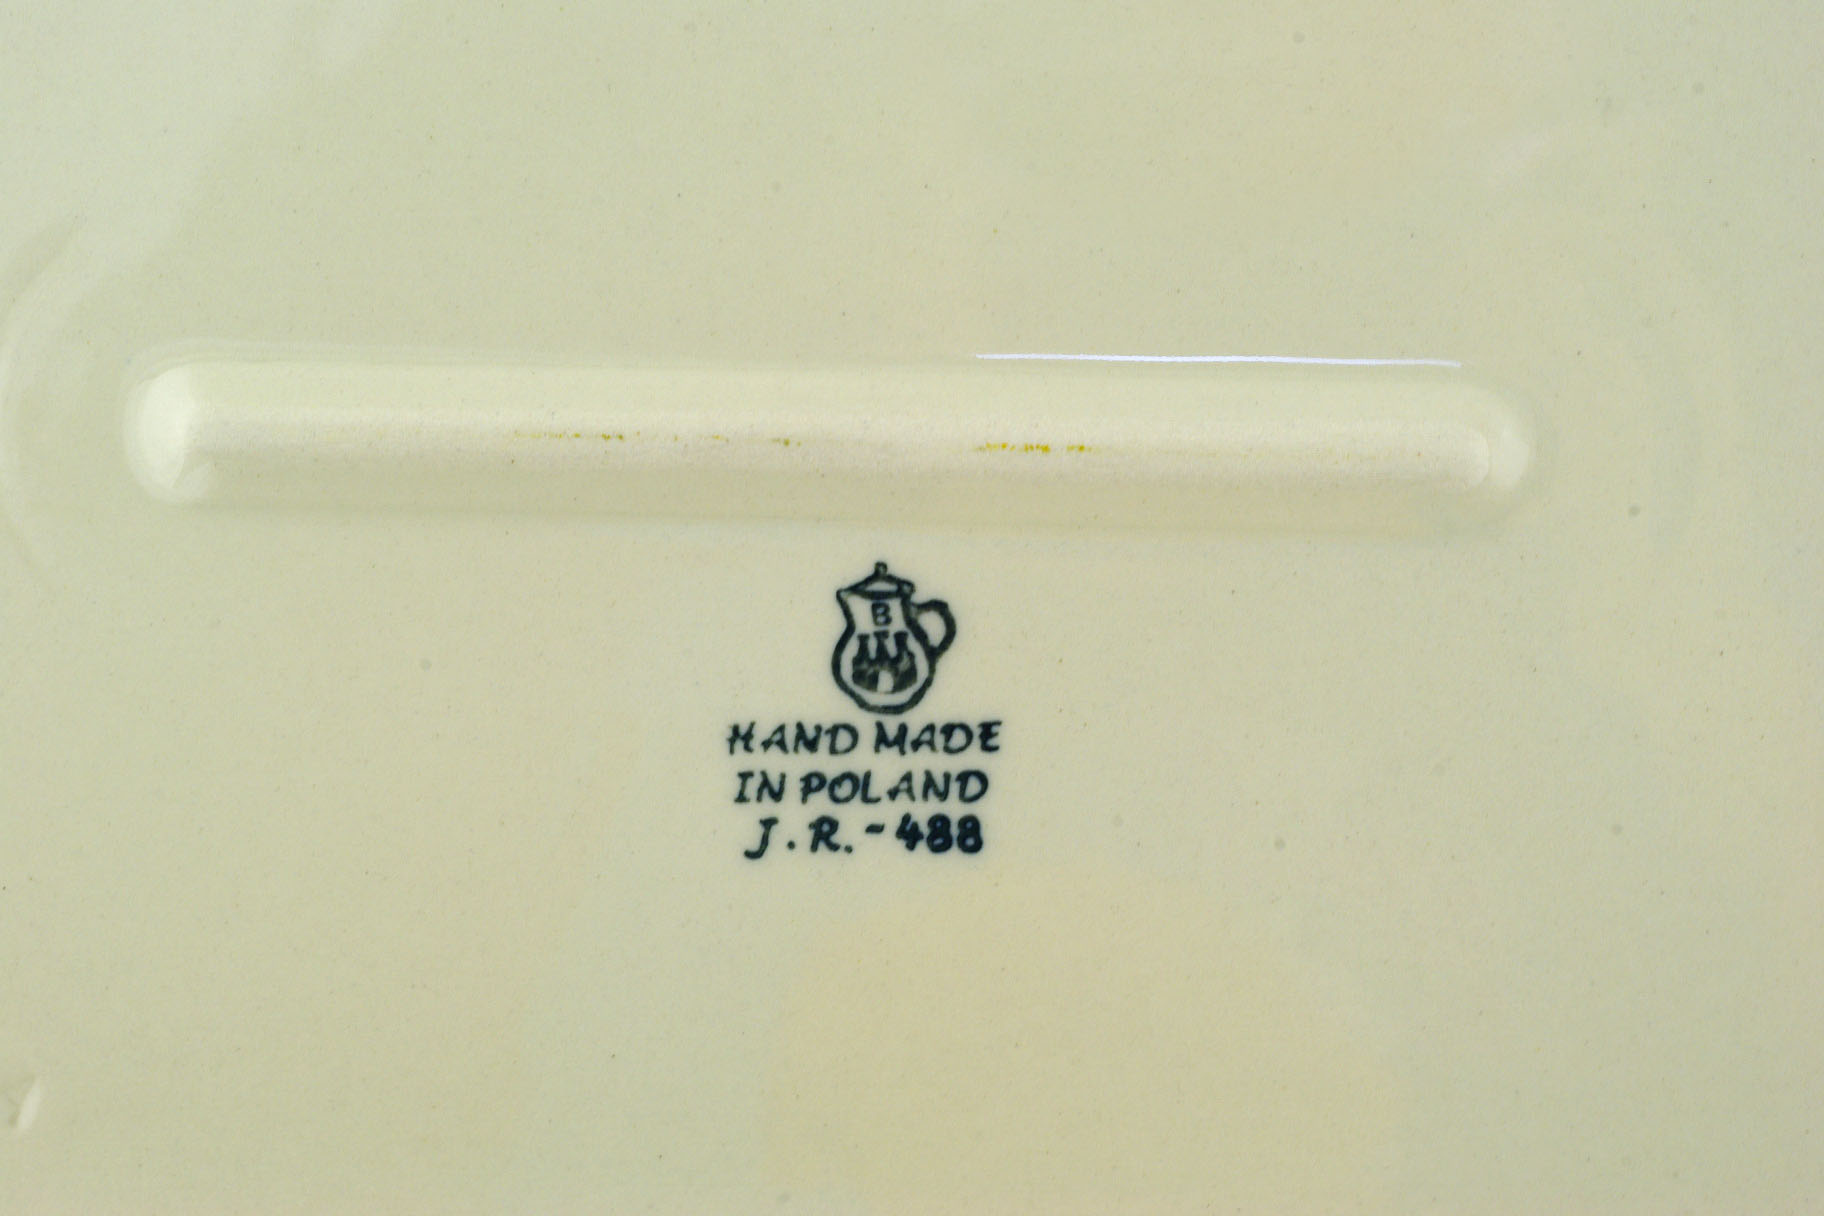 B
HAND MADE
IN POLAND
J.R.-488